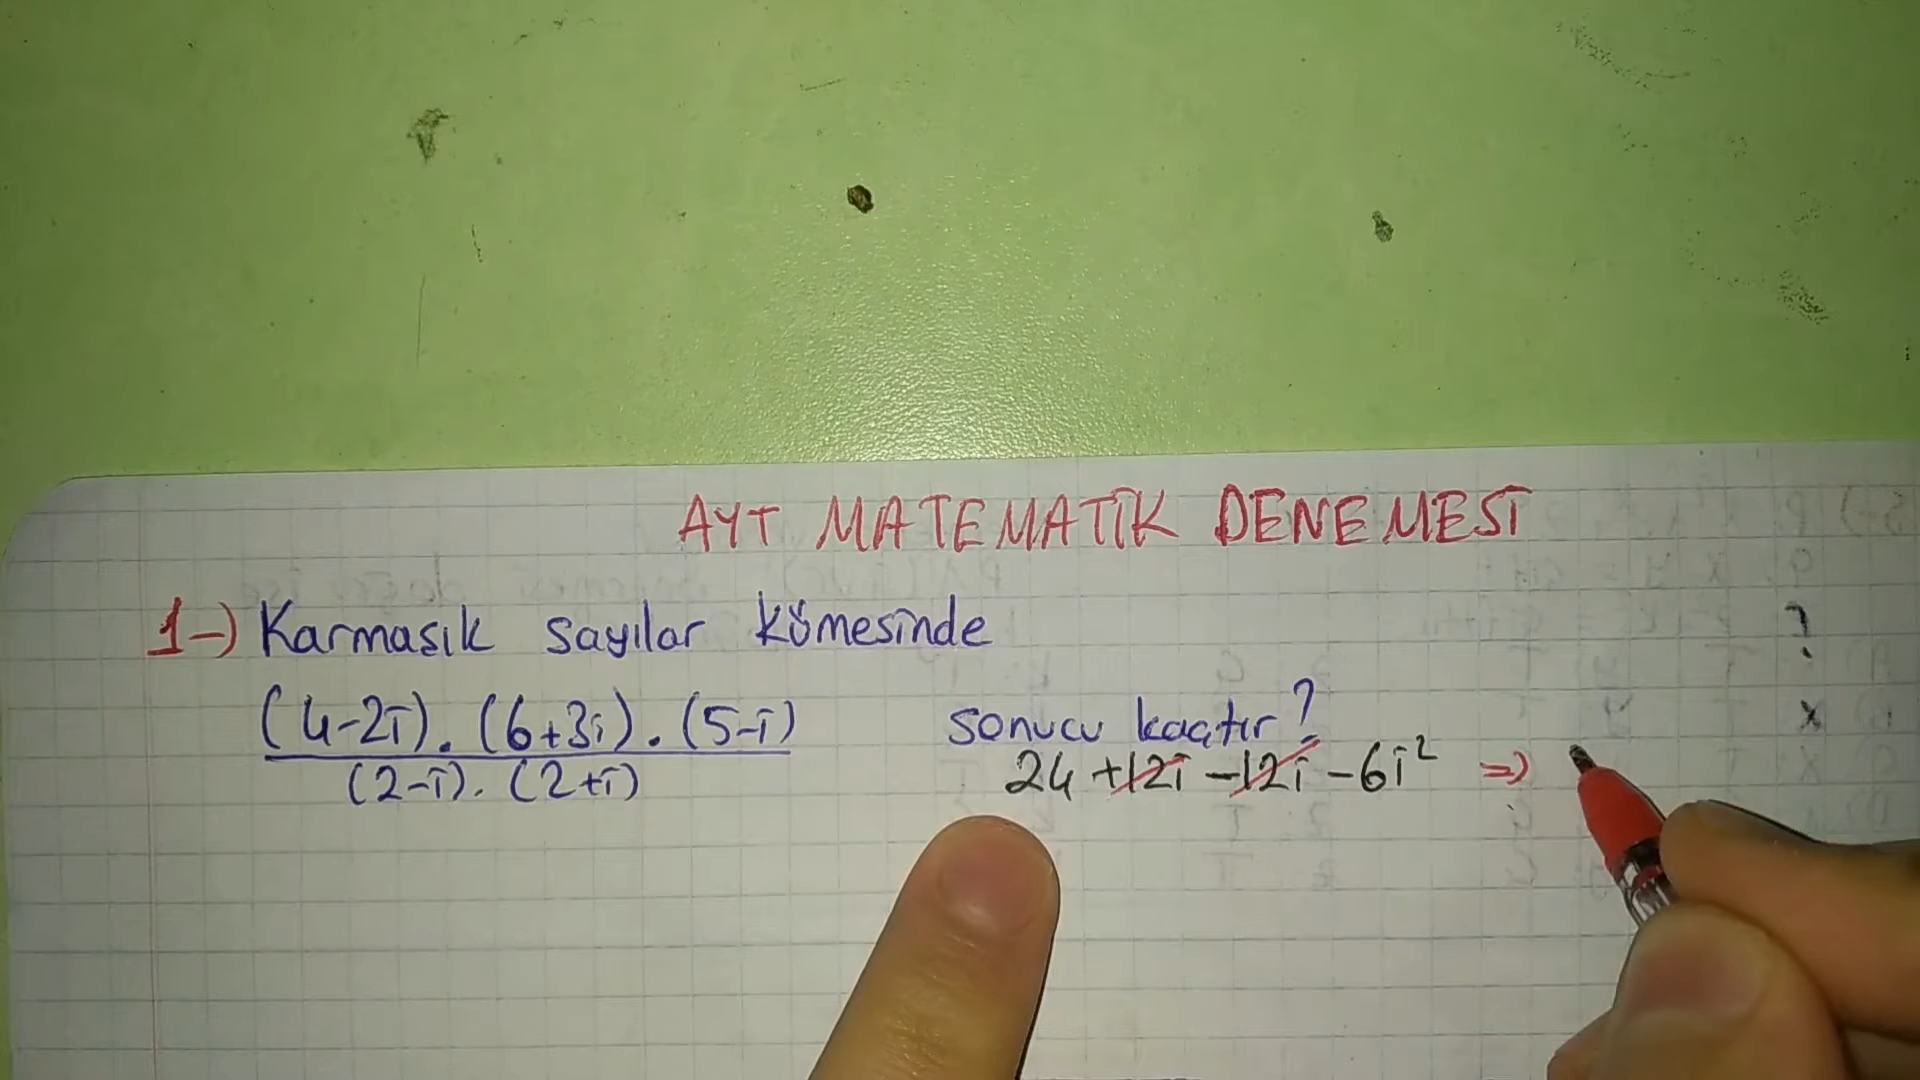 AYT MATEMATİK DENEMESİ
1-) Karmaşık sayılar kümesinde
(4-2i).(6+3i).(5-i) sonucu kaçtır?
(2-i).(2+i)
24 +12i -12i -6i² =>